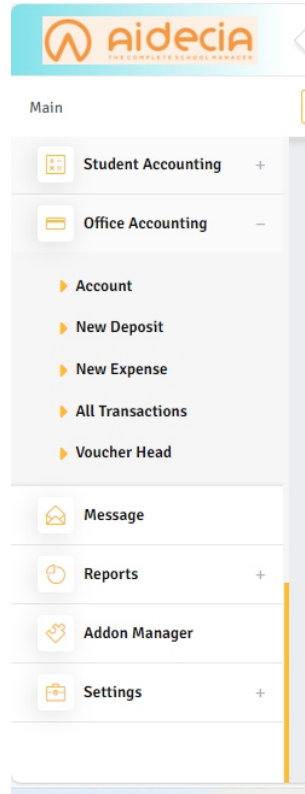 Aidecia
THE COMPLETE SCHOOL MANAGER
Main
Student Accounting +
Office Accounting –
Account
New Deposit
New Expense
All Transactions
Voucher Head
Message
Reports +
Addon Manager
Settings +